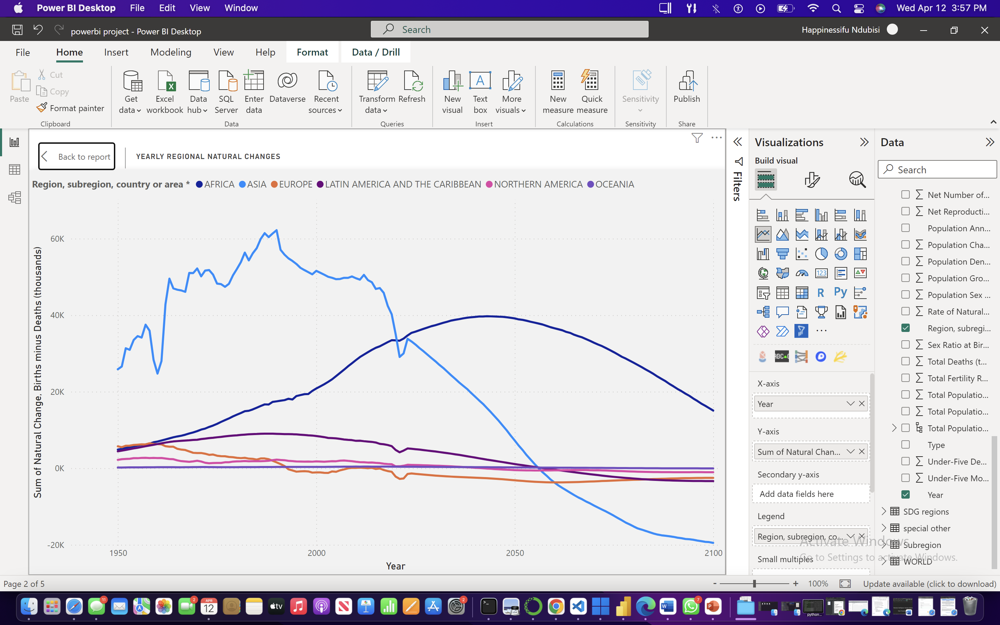 Power BI Desktop File Edit View Window Wed Apr 12 3:57 PM
powerbi project - Power BI Desktop Search Happinessifu Ndubisi
File Home Insert Modeling View Help Format Data / Drill
Paste Cut
Copy
Format painter
Clipboard
Get data
Excel workbook
Data hub
SQL Server
Enter data
Dataverse
Recent sources
Data
Transform data
Refresh
Queries
New visual
Text box
More visuals
Insert
New measure
Quick measure
Calculations
Sensitivity
Sensitivity
Publish
Share
Back to report YEARLY REGIONAL NATURAL CHANGES
Region, subregion, country or area * AFRICA ASIA EUROPE LATIN AMERICA AND THE CARIBBEAN NORTHERN AMERICA OCEANIA
Sum of Natural Change, Births minus Deaths (thousands)
60K
40K
20K
0K
-20K
1950 2000 2050 2100
Year
Filters
Visualizations
Build visual
123
R Py
ABC
X-axis
Year
Y-axis
Sum of Natural Chan...
Secondary y-axis
Add data fields here
Legend
Region, subregion, co...
Small multiples
Data
Search
Net Number of...
Net Reproducti...
Population Ann...
Population Cha...
Population Den...
Population Gro...
Population Sex ...
Rate of Natural...
Region, subregi...
Sex Ratio at Bir...
Total Deaths (t...
Total Fertility R...
Total Populatio...
Total Populatio...
Total Populatio...
Type
Under-Five De...
Under-Five Mo...
Year
SDG regions
special other
Subregion
WORLD
Activate Windows
Go to Settings to activate Windows.
Page 2 of 5 - + 100% Update available (click to download)
11 2 APR 12 tv 2 >_ W 7 P python...